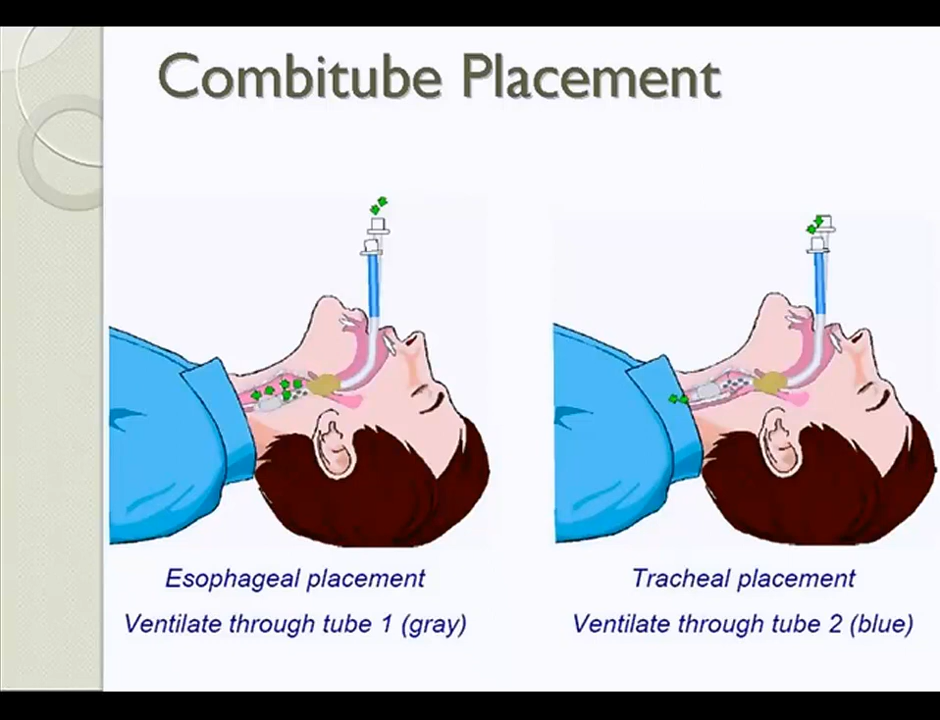 Combitube Placement
Esophageal placement
Ventilate through tube 1 (gray)
Tracheal placement
Ventilate through tube 2 (blue)